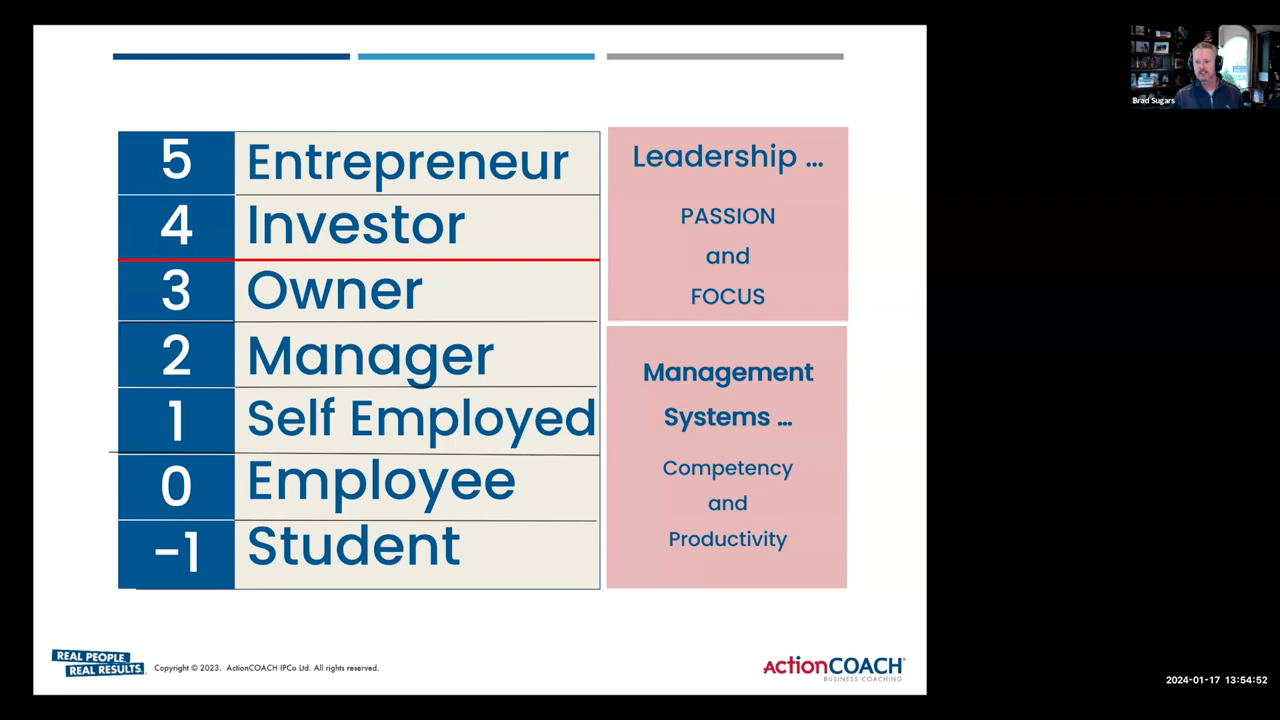 5 Entrepreneur
4 Investor
3 Owner
2 Manager
1 Self Employed
0 Employee
-1 Student
Leadership ...
PASSION
and
FOCUS
Management
Systems ...
Competency
and
Productivity
REAL PEOPLE
REAL RESULTS.
Copyright © 2023. ActionCOACH IPCo Ltd. All rights reserved.
actionCOACH®
BUSINESS COACHING
Brad Sugars
2024-01-17 13:54:52